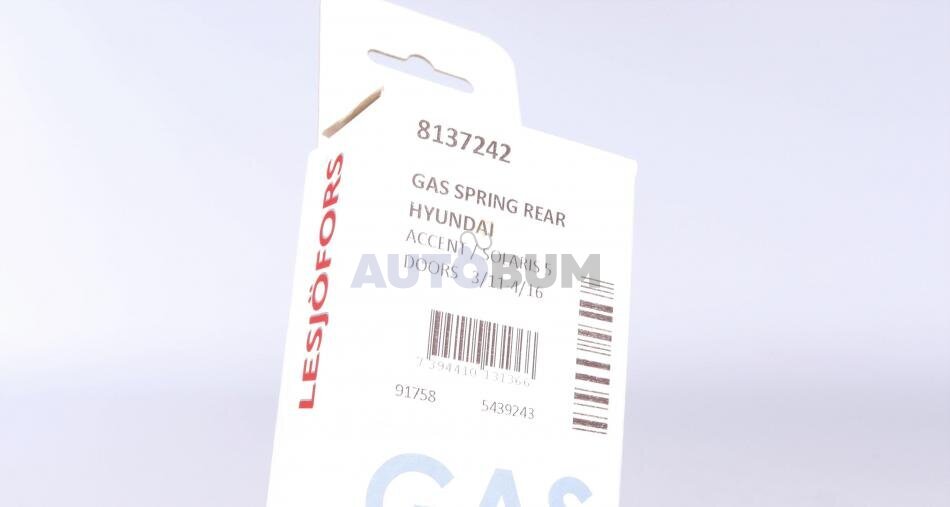 8137242
GAS SPRING REAR
HYUNDAI
ACCENT / SOLARIS 5
DOORS 3/11-4/16
AUTOBUM
7 394410 131366
91758 5439243
LESJÖFORS
GAS